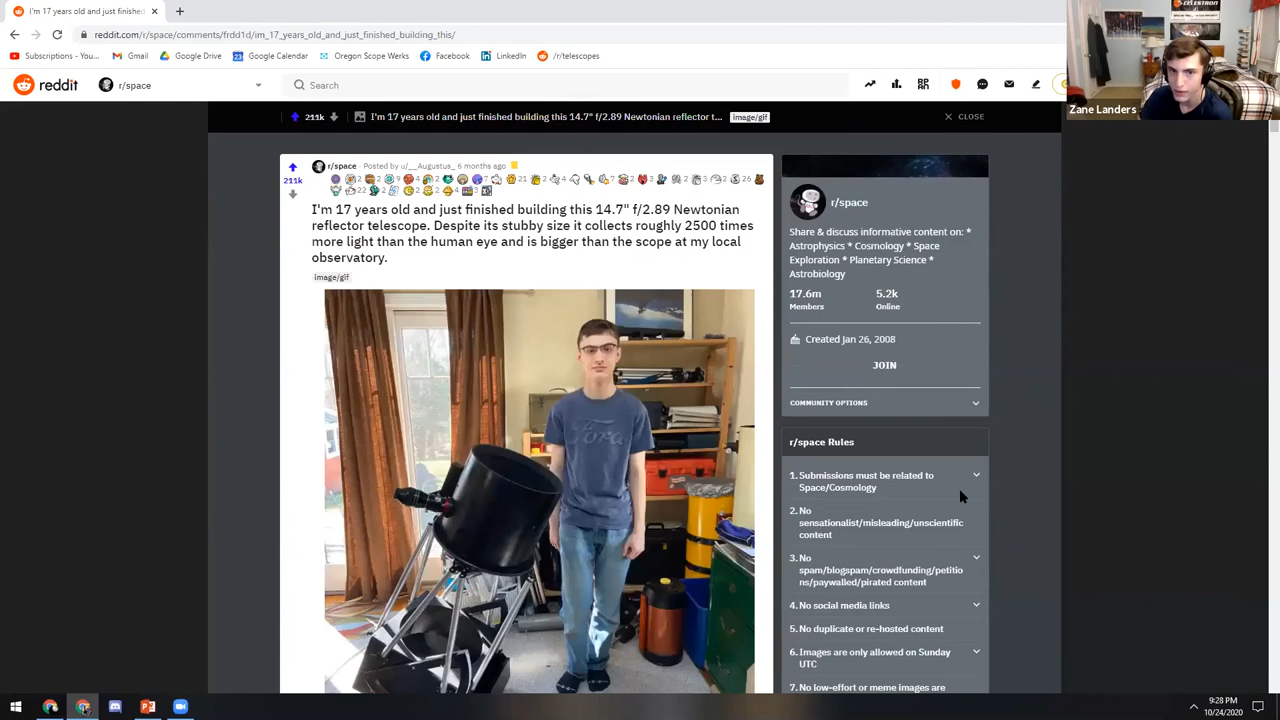 I'm 17 years old and just finished
reddit.com/r/space/comments/frdd1d/im_17_years_old_and_just_finished_building_this/
Subscriptions - You...
Gmail
Google Drive
Google Calendar
Oregon Scope Werks
Facebook
LinkedIn
/r/telescopes
CELESTRON
Zane Landers
reddit
r/space
Search
211k
17 years old and just finished building this 14.7" f/2.89 Newtonian reflector t...
image/gif
CLOSE
211k
r/space · Posted by u/__Augustus_ 6 months ago
I'm 17 years old and just finished building this 14.7" f/2.89 Newtonian
reflector telescope. Despite its stubby size it collects roughly 2500 times
more light than the human eye and is bigger than the scope at my local
observatory.
image/gif
Ford
r/space
Share & discuss informative content on: *
Astrophysics * Cosmology * Space
Exploration * Planetary Science *
Astrobiology
17.6m
Members
5.2k
Online
Created Jan 26, 2008
JOIN
COMMUNITY OPTIONS
r/space Rules
1. Submissions must be related to
Space/Cosmology
2. No
sensationalist/misleading/unscientific
content
3. No
spam/blogspam/crowdfunding/petitio
ns/paywalled/pirated content
4. No social media links
5. No duplicate or re-hosted content
6. Images are only allowed on Sunday
UTC
7. No low-effort or meme images are
9:28 PM
10/24/2020